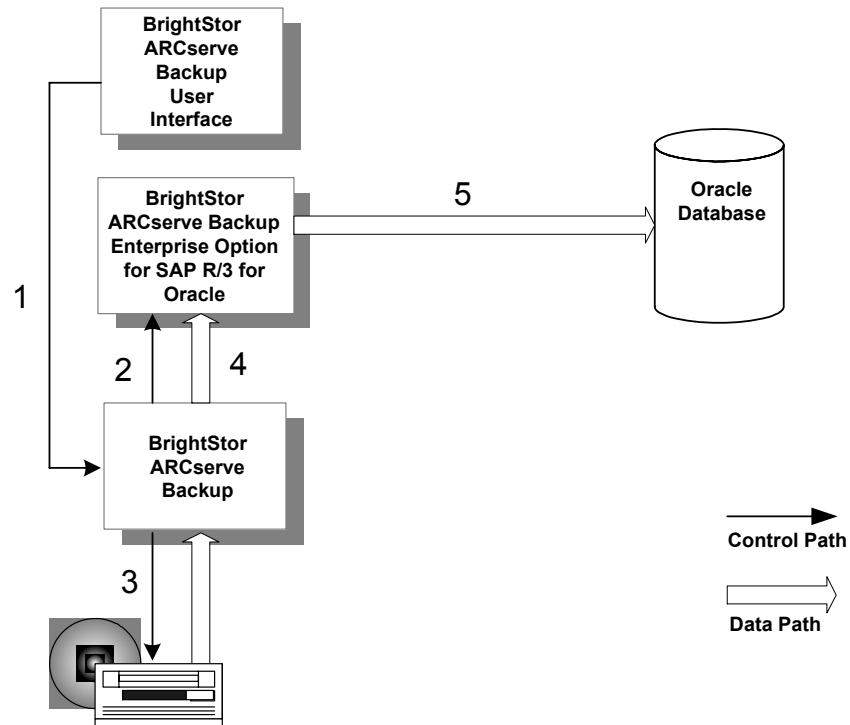 BrightStor
ARCserve
Backup
User
Interface
BrightStor
ARCserve Backup
Enterprise Option
for SAP R/3 for
Oracle
5
Oracle
Database
1
2
4
BrightStor
ARCserve
Backup
3
Control Path
Data Path